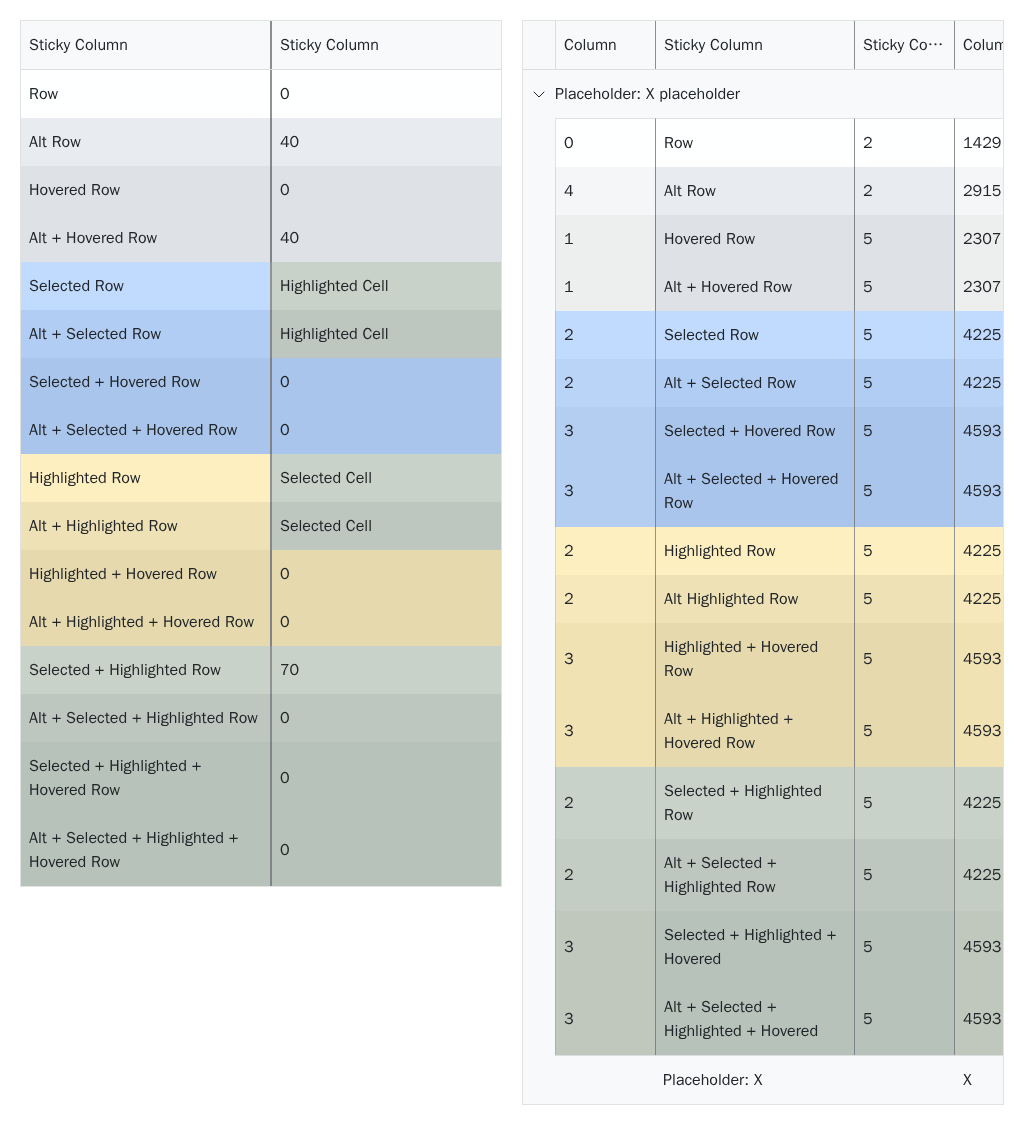 Sticky Column Sticky Column
Row 0
Alt Row 40
Hovered Row 0
Alt + Hovered Row 40
Selected Row Highlighted Cell
Alt + Selected Row Highlighted Cell
Selected + Hovered Row 0
Alt + Selected + Hovered Row 0
Highlighted Row Selected Cell
Alt + Highlighted Row Selected Cell
Highlighted + Hovered Row 0
Alt + Highlighted + Hovered Row 0
Selected + Highlighted Row 70
Alt + Selected + Highlighted Row 0
Selected + Highlighted +
Hovered Row 0
Alt + Selected + Highlighted +
Hovered Row 0
Column Sticky Column Sticky Co··· Colum
Placeholder: X placeholder
0 Row 2 1429
4 Alt Row 2 2915
1 Hovered Row 5 2307
1 Alt + Hovered Row 5 2307
2 Selected Row 5 4225
2 Alt + Selected Row 5 4225
3 Selected + Hovered Row 5 4593
3 Alt + Selected + Hovered
Row 5 4593
2 Highlighted Row 5 4225
2 Alt Highlighted Row 5 4225
3 Highlighted + Hovered
Row 5 4593
3 Alt + Highlighted +
Hovered Row 5 4593
2 Selected + Highlighted
Row 5 4225
2 Alt + Selected +
Highlighted Row 5 4225
3 Selected + Highlighted +
Hovered 5 4593
3 Alt + Selected +
Highlighted + Hovered 5 4593
Placeholder: X X